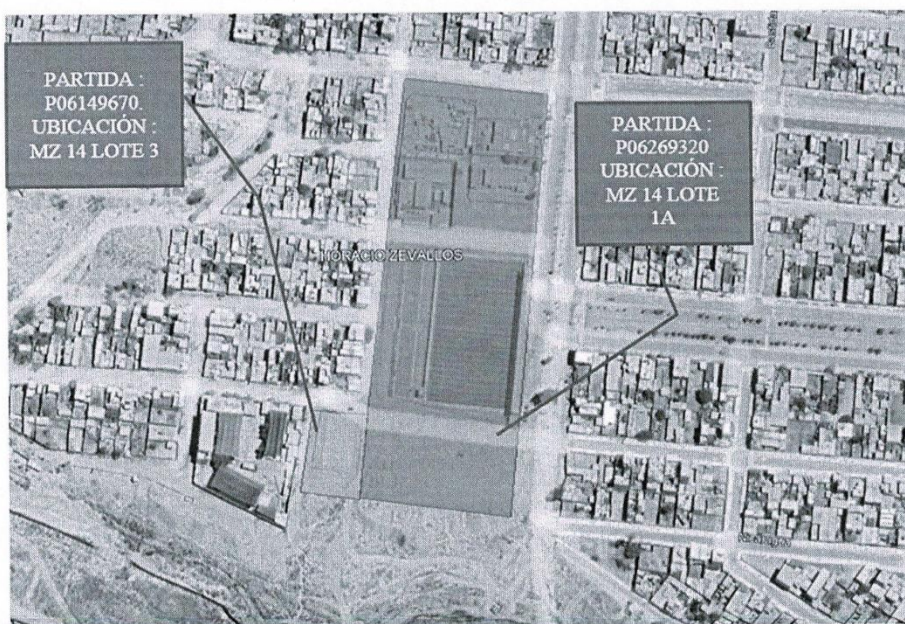 PARTIDA :
P06149670.
UBICACIÓN :
MZ 14 LOTE 3
PARTIDA :
P06269320
UBICACIÓN :
MZ 14 LOTE
1A
HORACIO ZEVALLOS